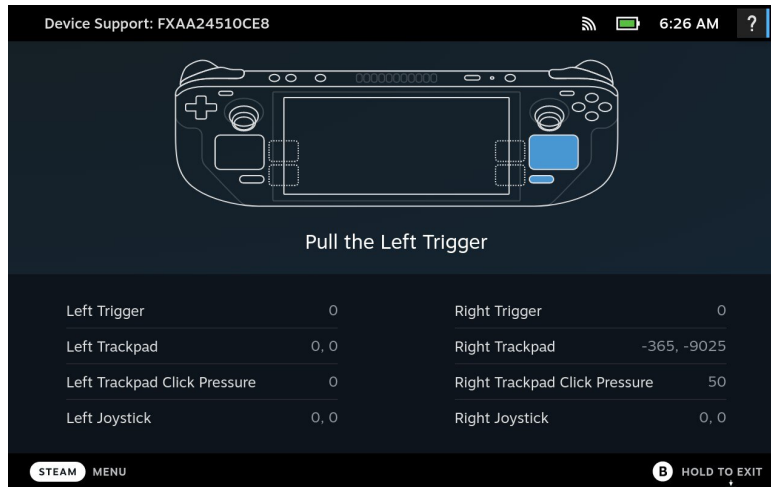 Device Support: FXAA24510CE8
6:26 AM
?
Pull the Left Trigger
Left Trigger 0
Right Trigger 0
Left Trackpad 0, 0
Right Trackpad -365, -9025
Left Trackpad Click Pressure 0
Right Trackpad Click Pressure 50
Left Joystick 0, 0
Right Joystick 0, 0
STEAM MENU
B HOLD TO EXIT